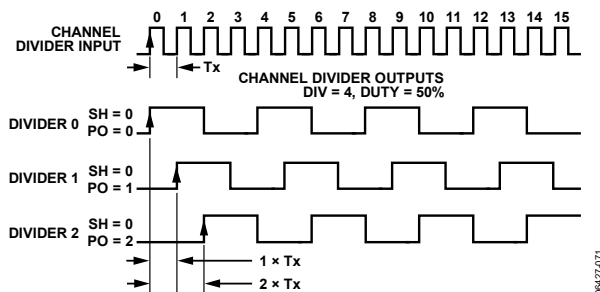 0 1 2 3 4 5 6 7 8 9 10 11 12 13 14 15
CHANNEL
DIVIDER INPUT
Tx
CHANNEL DIVIDER OUTPUTS
DIV = 4, DUTY = 50%
DIVIDER 0
SH = 0
PO = 0
DIVIDER 1
SH = 0
PO = 1
DIVIDER 2
SH = 0
PO = 2
1 × Tx
2 × Tx
06427-071